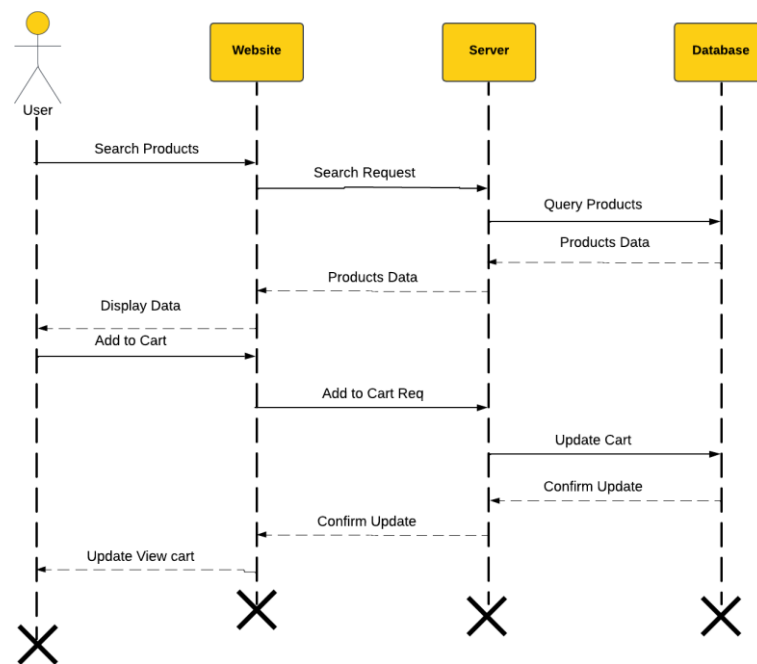 Website
Server
Database
User
Search Products
Search Request
Query Products
Products Data
Products Data
Display Data
Add to Cart
Add to Cart Req
Update Cart
Confirm Update
Confirm Update
Update View cart